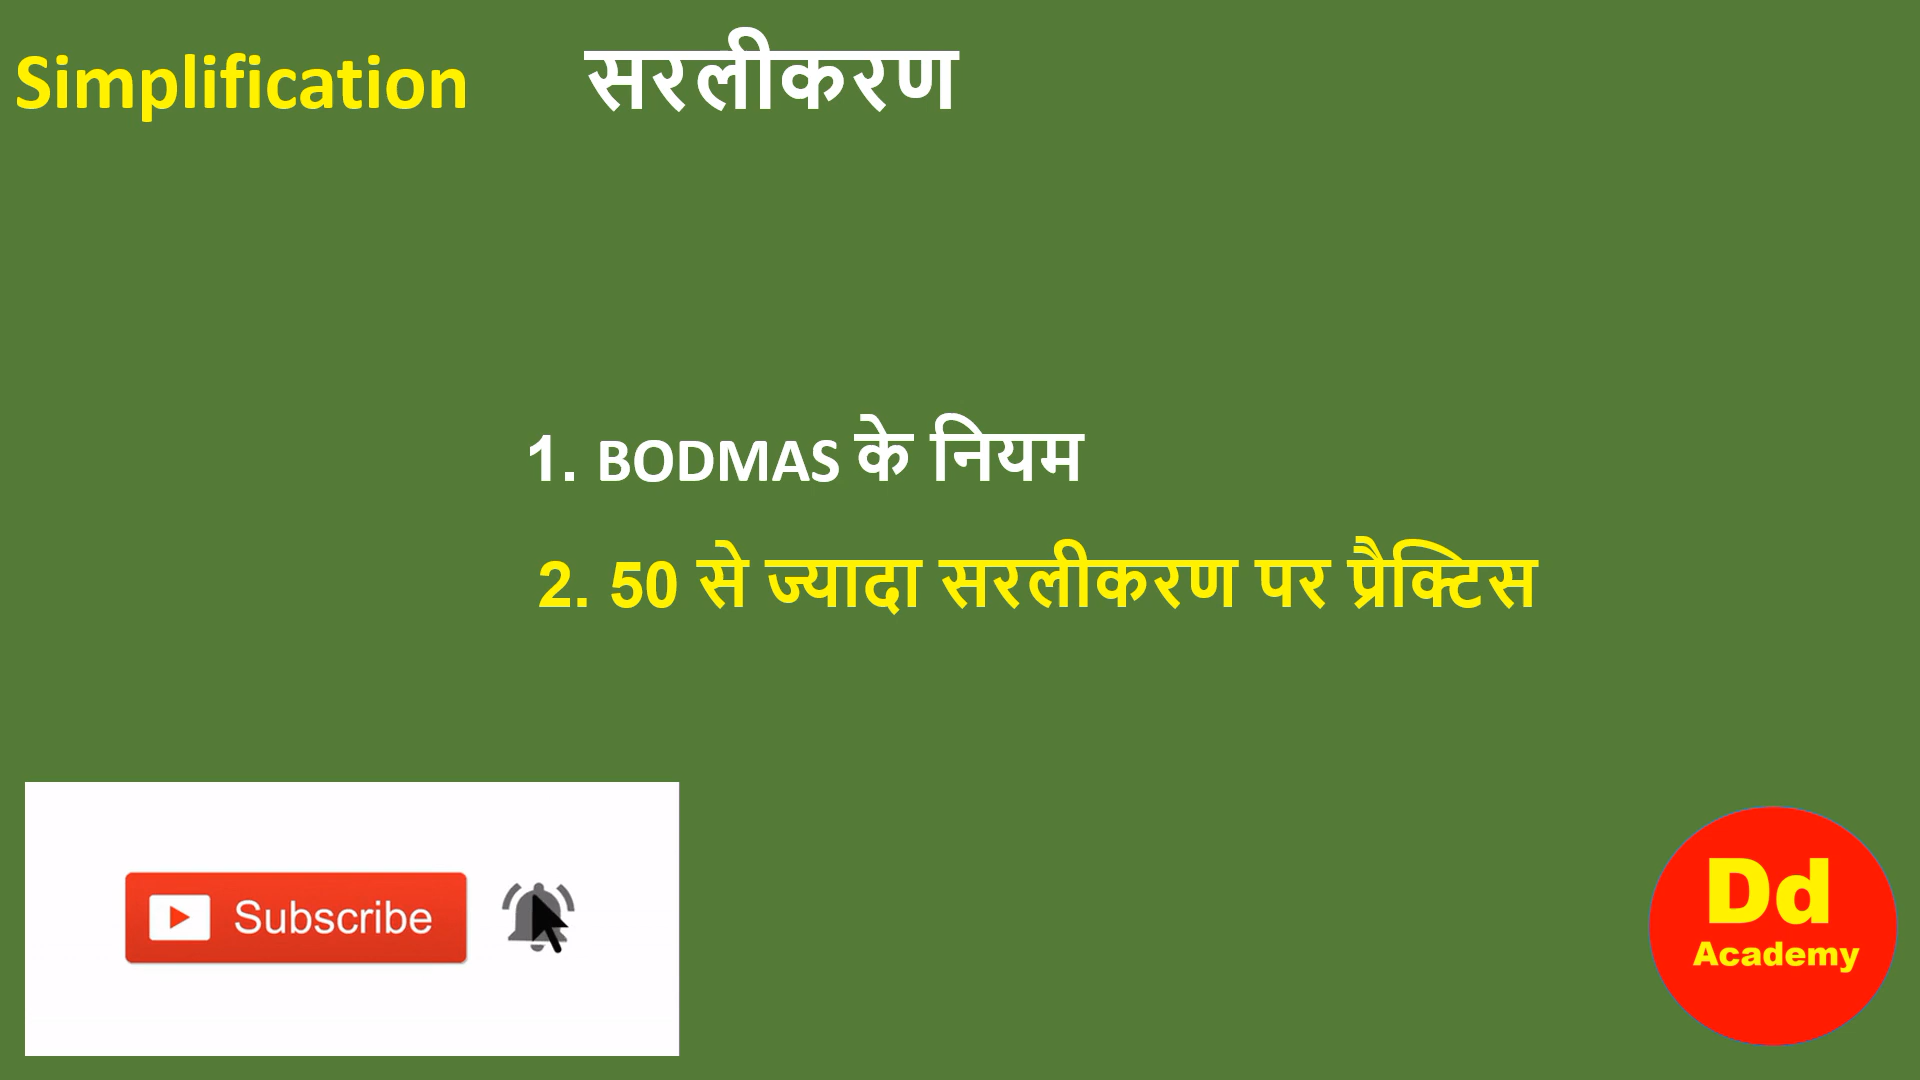 Simplification सरलीकरण
1. BODMAS के नियम
2. 50 से ज्यादा सरलीकरण पर प्रैक्टिस
Subscribe
Dd
Academy